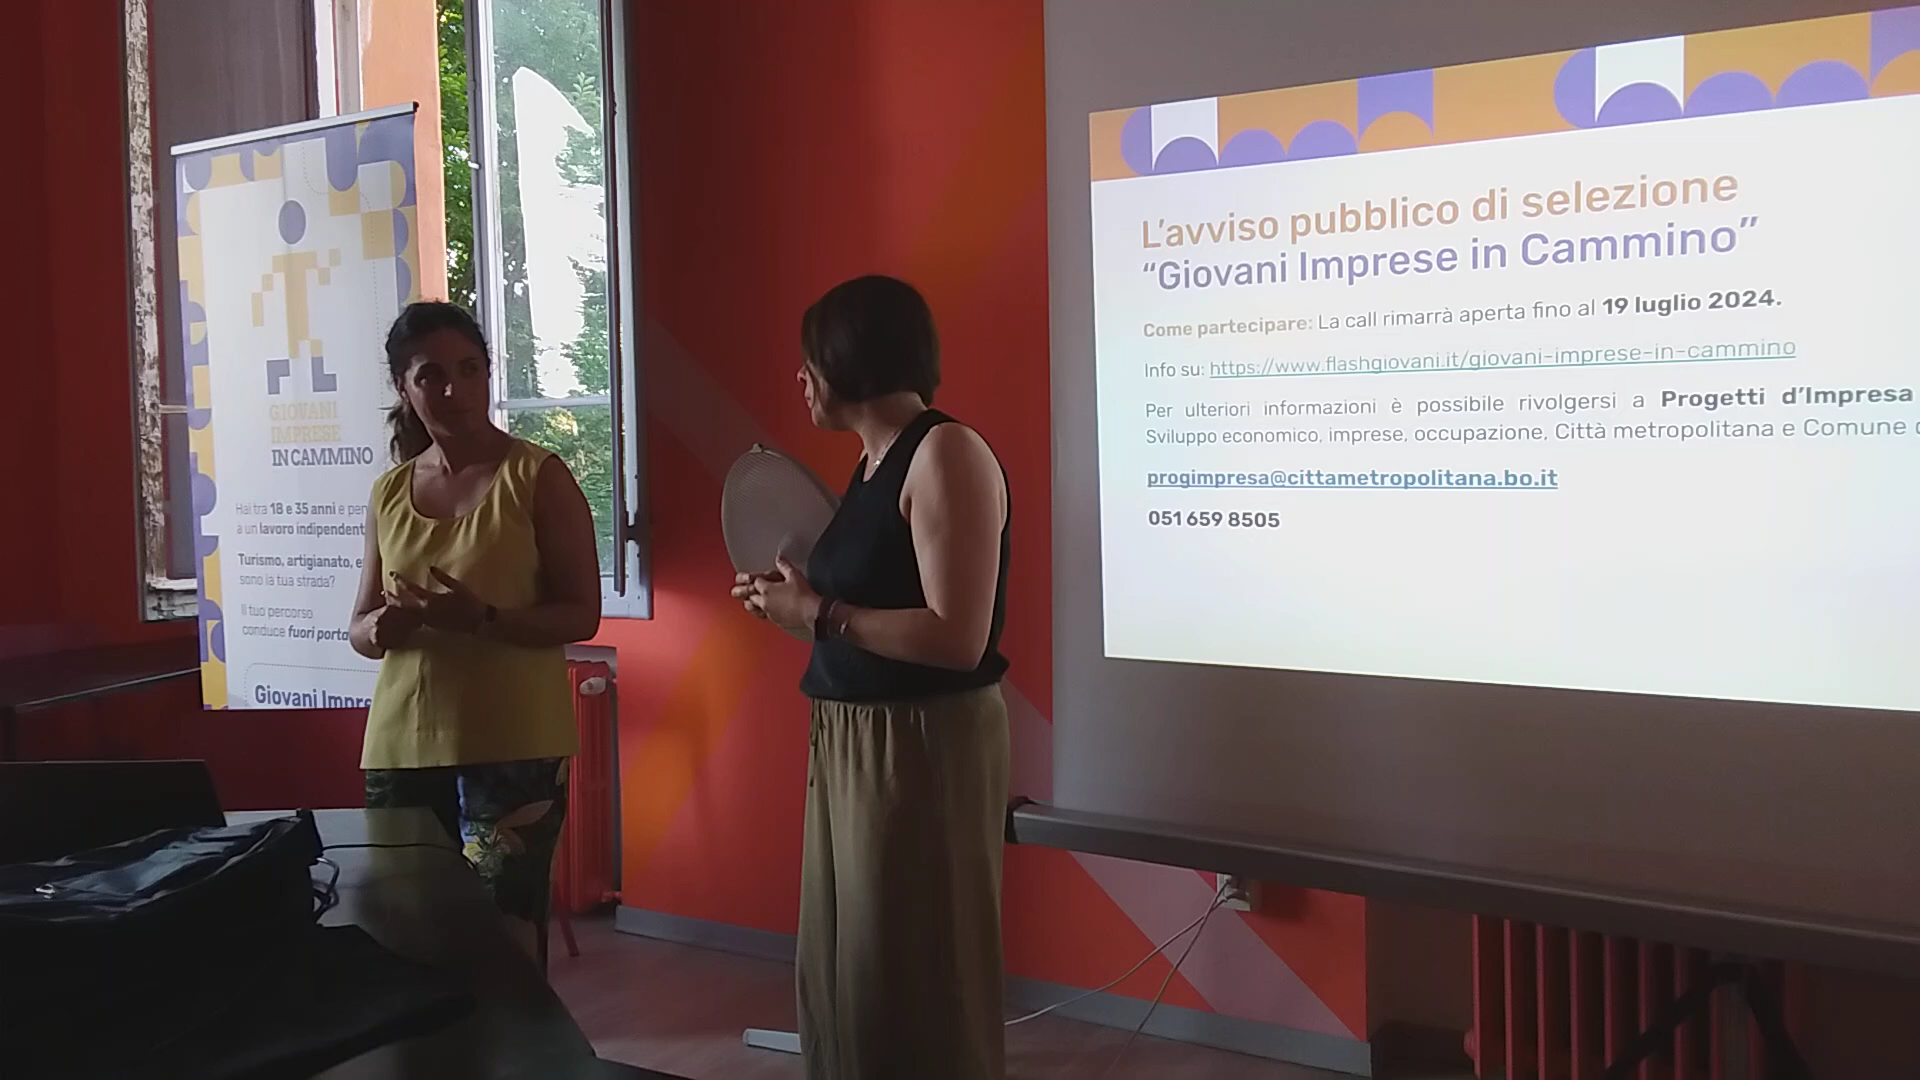 GIOVANI
IMPRESE
IN CAMMINO
Hai tra 18 e 35 anni e
a un lavoro
Turismo, artigianato,
sono la tua strada?
Il tuo percorso
conduce fuori porta
Giovani
L'avviso pubblico di selezione
“Giovani Imprese in Cammino”
Come partecipare: La call rimarrà aperta fino al 19 luglio 2024.
Info su: https://www.flashgiovani.it/giovani-imprese-in-cammino
Per ulteriori informazioni è possibile rivolgersi a Progetti d’Impresa
Sviluppo economico, imprese, occupazione, Città metropolitana e Comune
progimpresa@cittametropolitana.bo.it
051 659 8505